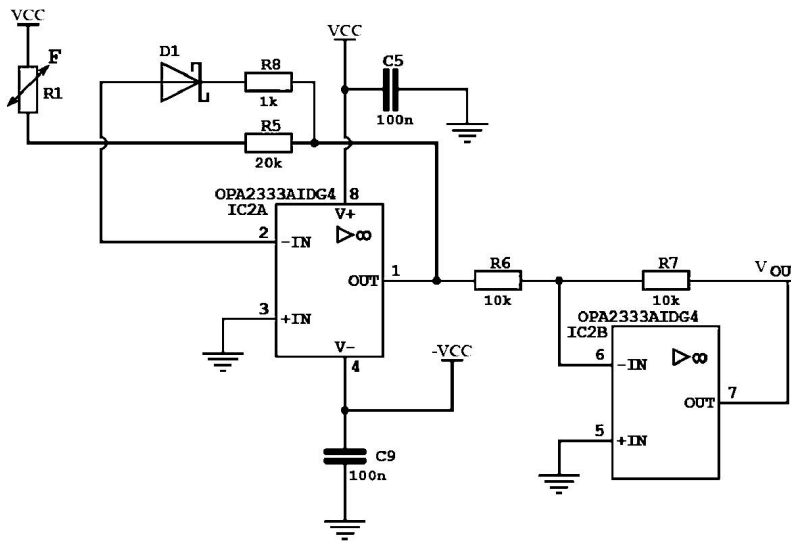 VCC
F
R1
D1
R8
1k
R5
20k
VCC
C5
100n
OPA2333AIDG4
IC2A
8
V+
2
-IN
∞
OUT
1
3
+IN
V-
4
-VCC
C9
100n
R6
10k
R7
10k
V OU
OPA2333AIDG4
IC2B
6
-IN
∞
OUT
7
5
+IN